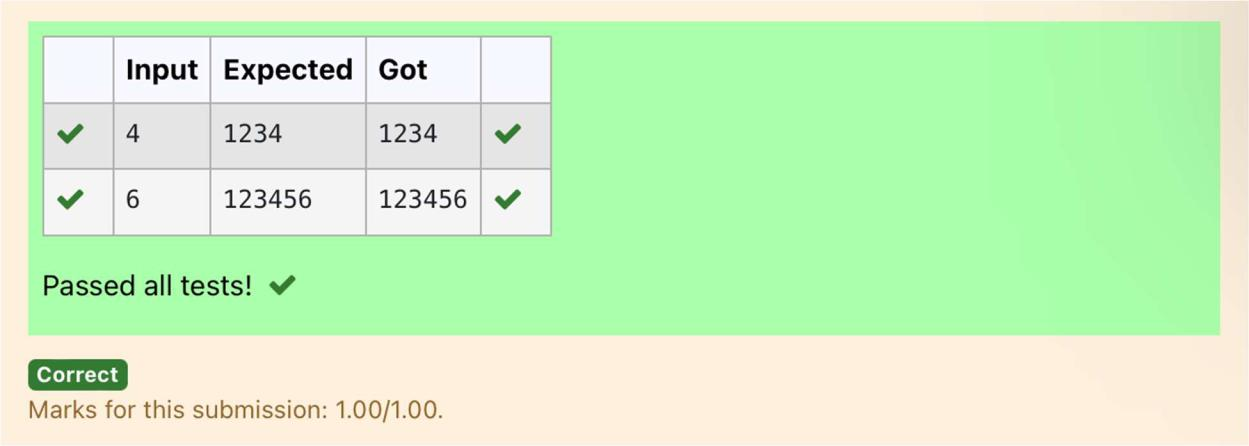 Input Expected Got
4 1234 1234
6 123456 123456
Passed all tests!
Correct
Marks for this submission: 1.00/1.00.